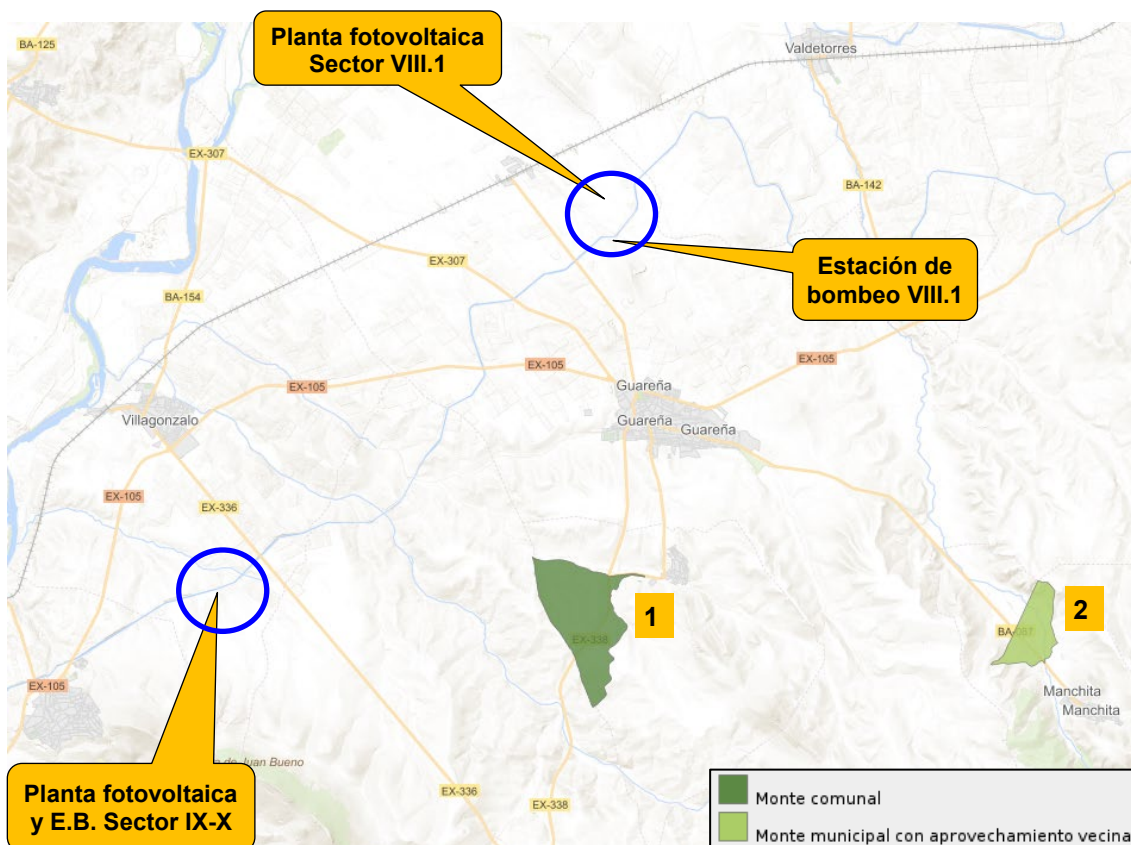 BA-125
Planta fotovoltaica
Sector VIII.1
Valdetorres
EX-307
BA-142
EX-307
Estación de
bombeo VIII.1
BA-154
EX-105
EX-105
EX-105
Guareña
Villagonzalo
Guareña
Guareña
EX-105
EX-336
1
2
EX-338
BA-087
EX-105
Manchita
Manchita
de Juan Bueno
Planta fotovoltaica
y E.B. Sector IX-X
EX-336
EX-338
Monte comunal
Monte municipal con aprovechamiento vecina